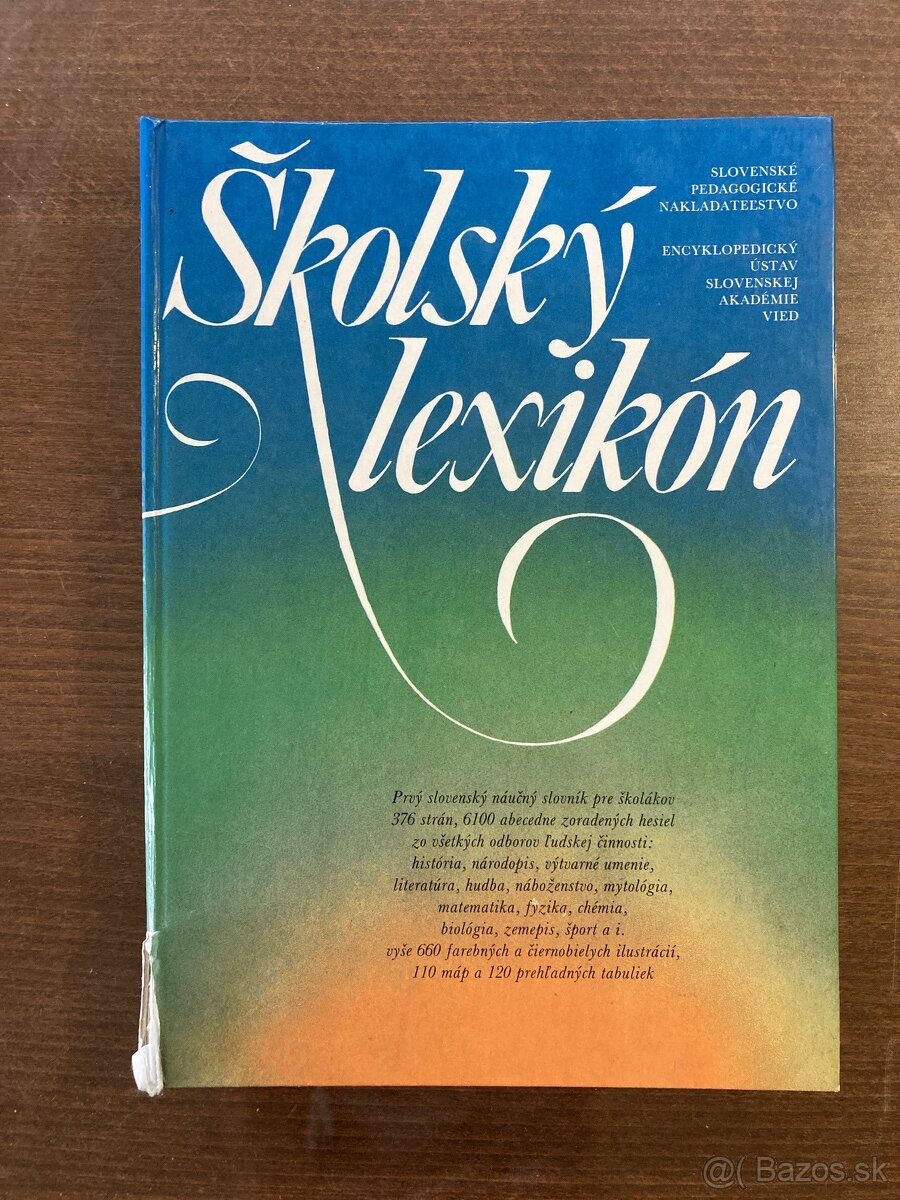 Školský
lexikón
SLOVENSKÉ
PEDAGOGICKÉ
NAKLADATEĽSTVO
ENCYKLOPEDICKÝ
ÚSTAV
SLOVENSKEJ
AKADÉMIE
VIED
Prvý slovenský náučný slovník pre školákov
376 strán, 6100 abecedne zoradených hesiel
zo všetkých odborov ľudskej činnosti:
história, národopis, výtvarné umenie,
literatúra, hudba, náboženstvo, mytológia,
matematika, fyzika, chémia,
biológia, zemepis, šport a i.
vyše 660 farebných a čiernobielych ilustrácií,
110 máp a 120 prehľadných tabuliek
@( Bazos.sk